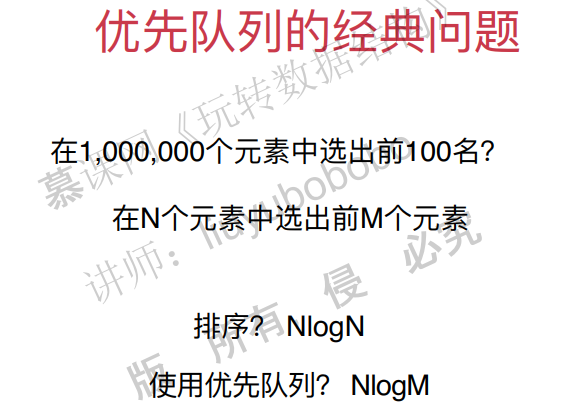 优先队列的经典问题
慕课网《玩转数据结构》
在1,000,000个元素中选出前100名？
在N个元素中选出前M个元素
讲师：liuyubobobo
排序？ NlogN
版权所有 侵 必究
使用优先队列？ NlogM